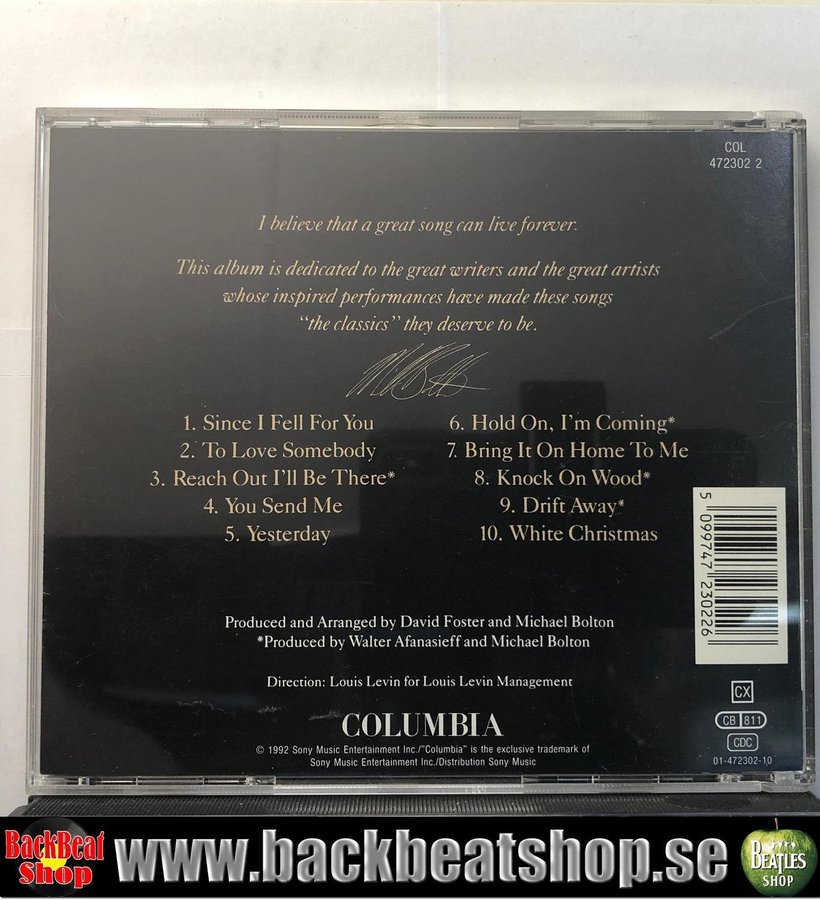 COL
472302 2
I believe that a great song can live forever.
This album is dedicated to the great writers and the great artists
whose inspired performances have made these songs
"the classics" they deserve to be.
1. Since I Fell For You
2. To Love Somebody
3. Reach Out I'll Be There*
4. You Send Me
5. Yesterday
6. Hold On, I'm Coming*
7. Bring It On Home To Me
8. Knock On Wood*
9. Drift Away*
10. White Christmas
5 099747 230226
Produced and Arranged by David Foster and Michael Bolton
*Produced by Walter Afanasieff and Michael Bolton
Direction: Louis Levin for Louis Levin Management
COLUMBIA
© 1992 Sony Music Entertainment Inc./"Columbia" is the exclusive trademark of
Sony Music Entertainment Inc./Distribution Sony Music
CX
CB 811
CDC
01-472302-10
BackBeat
Shop
www.backbeatshop.se
BEATLES
SHOP